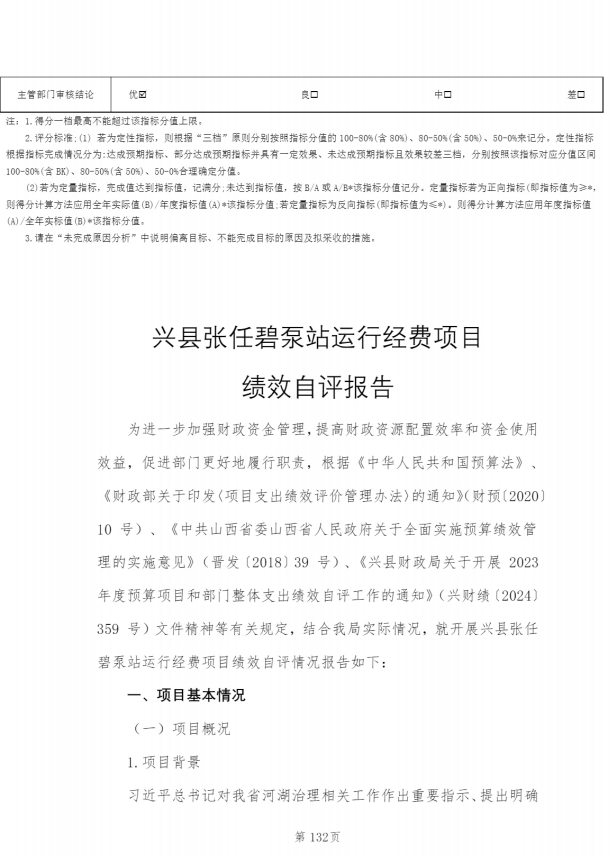 主管部门审核结论 优☑ 良□ 中□ 差□
注：1.得分一档最高不能超过该指标分值上限。
2.评分标准:(1) 若为定性指标，则根据“三档”原则分别按照指标分值的 100-80%(含 80%)、80-50%(含 50%)、50-0%来记分。定性指标
根据指标完成情况分为:达成预期指标、部分达成预期指标并具有一定效果、未达成预期指标且效果较差三档，分别按照该指标对应分值区间
100-80%(含 BK)、80-50%(含 50%)、50-0%合理确定分值。
(2)若为定量指标，完成值达到指标值，记满分;未达到指标值，按 B/A 或 A/B*该指标分值记分。定量指标若为正向指标(即指标值为≥*，
则得分计算方法应用全年实际值(B)/年度指标值(A)*该指标分值;若定量指标为反向指标(即指标值为≤*)。则得分计算方法应用年度指标值
(A)/全年实标值(B)*该指标分值。
3.请在“未完成原因分析”中说明偏离目标、不能完成目标的原因及拟采收的措施。
兴县张任碧泵站运行经费项目
绩效自评报告
为进一步加强财政资金管理,提高财政资源配置效率和资金使用
效益，促进部门更好地履行职责，根据《中华人民共和国预算法》、
《财政部关于印发〈项目支出绩效评价管理办法〉的通知》（财预〔2020〕
10 号）、《中共山西省委山西省人民政府关于全面实施预算绩效管
理的实施意见》（晋发〔2018〕39 号）、《兴县财政局关于开展 2023
年度预算项目和部门整体支出绩效自评工作的通知》（兴财绩〔2024〕
359 号）文件精神等有关规定，结合我局实际情况，就开展兴县张任
碧泵站运行经费项目绩效自评情况报告如下：
一、项目基本情况
（一）项目概况
1.项目背景
习近平总书记对我省河湖治理相关工作作出重要指示、提出明确
第 132页